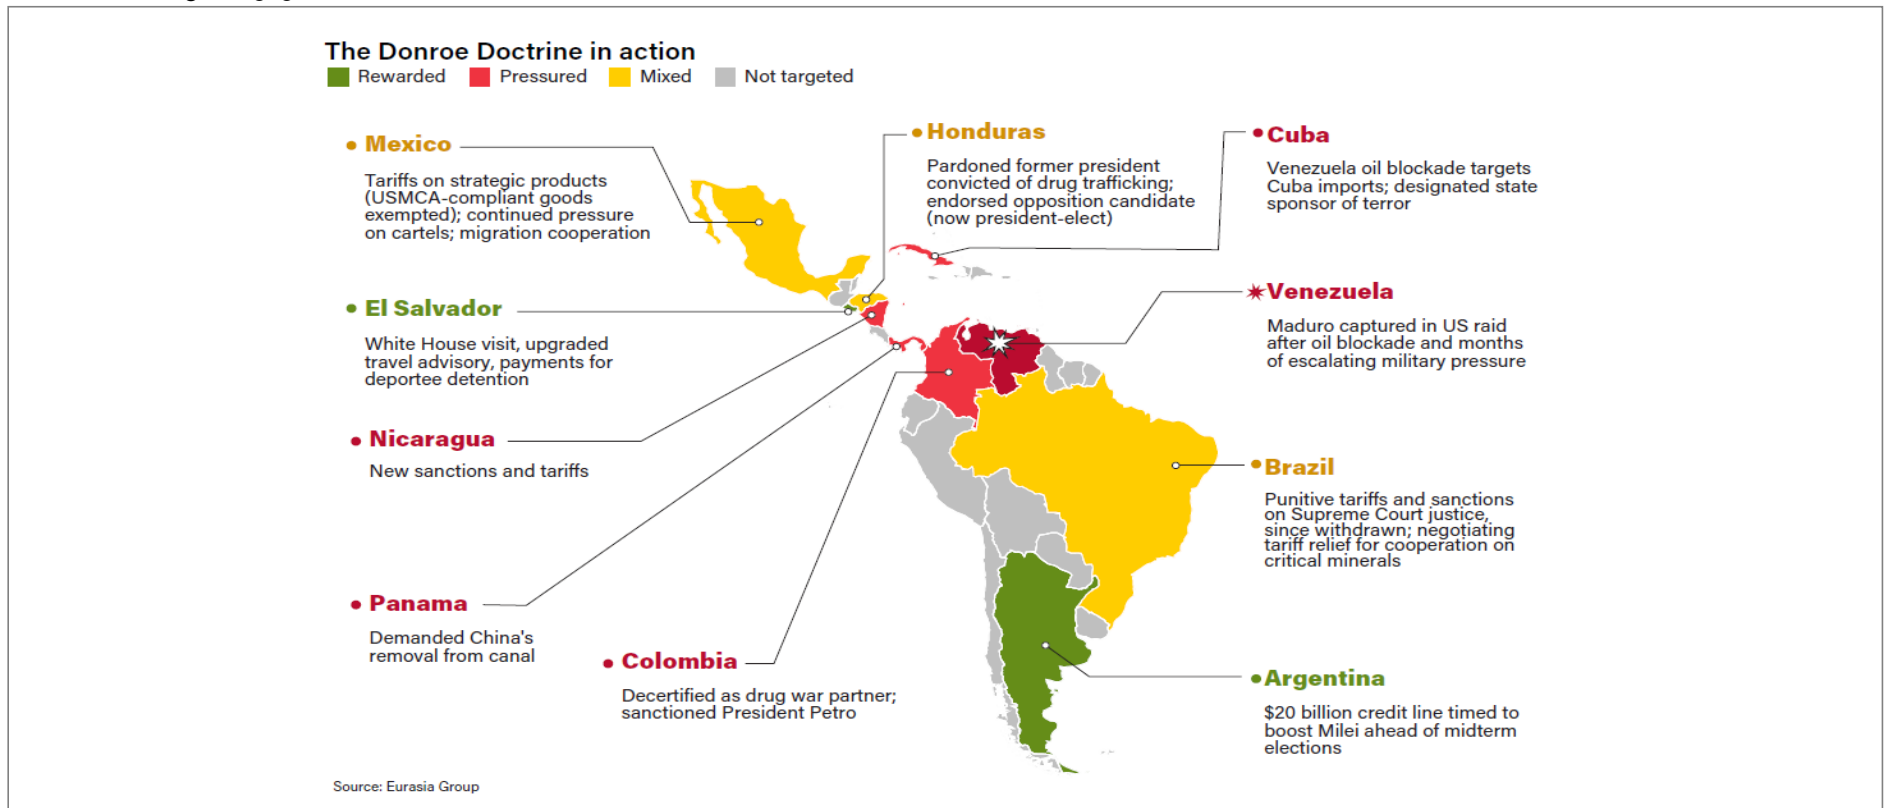 The Donroe Doctrine in action
Rewarded
Pressured
Mixed
Not targeted
Mexico
Tariffs on strategic products
(USMCA-compliant goods
exempted); continued pressure
on cartels; migration cooperation
Honduras
Pardoned former president
convicted of drug trafficking;
endorsed opposition candidate
(now president-elect)
Cuba
Venezuela oil blockade targets
Cuba imports; designated state
sponsor of terror
El Salvador
White House visit, upgraded
travel advisory, payments for
deportee detention
Venezuela
Maduro captured in US raid
after oil blockade and months
of escalating military pressure
Nicaragua
New sanctions and tariffs
Brazil
Punitive tariffs and sanctions
on Supreme Court justice,
since withdrawn; negotiating
tariff relief for cooperation on
critical minerals
Panama
Demanded China's
removal from canal
Colombia
Decertified as drug war partner;
sanctioned President Petro
Argentina
$20 billion credit line timed to
boost Milei ahead of midterm
elections
Source: Eurasia Group